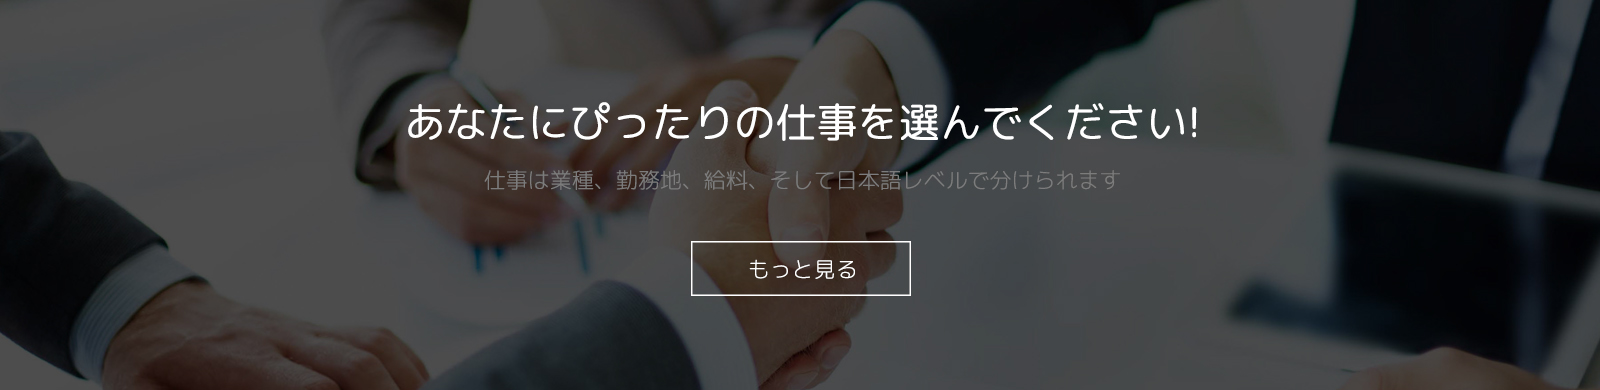 あなたにぴったりの仕事を選んでください!
仕事は業種、勤務地、給料、そして日本語レベルで分けられます
もっと見る